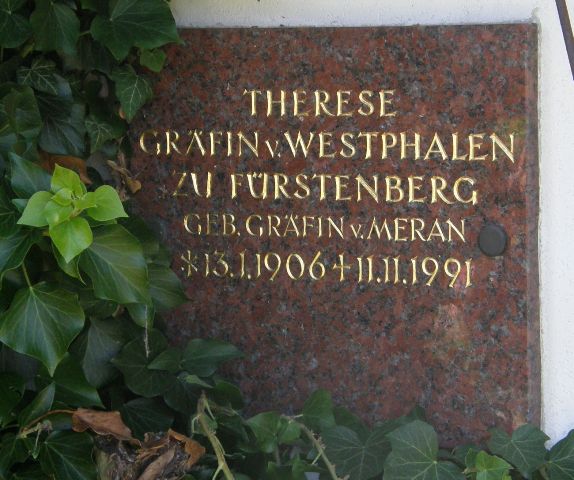 THERESE
GRÄFIN V. WESTPHALEN
ZU FÜRSTENBERG
GEB. GRÄFIN V. MERAN
*13.1.1906+11.11.1991